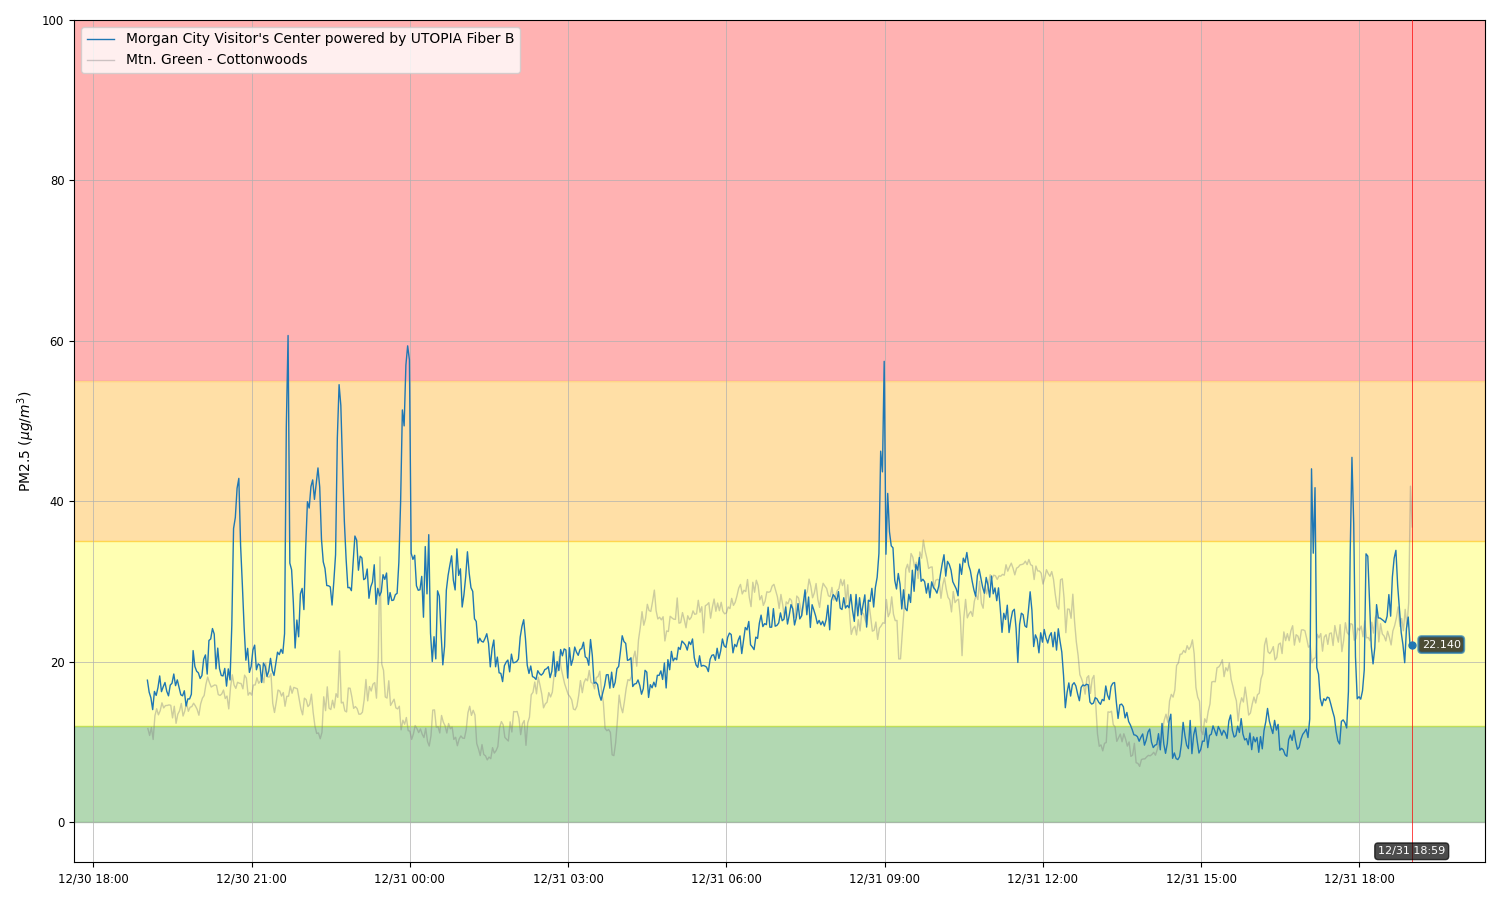 100
Morgan City Visitor's Center powered by UTOPIA Fiber B
Mtn. Green - Cottonwoods
80
60
PM2.5 (μg/m³)
40
22.140
20
0
12/31 18:59
12/30 18:00 12/30 21:00 12/31 00:00 12/31 03:00 12/31 06:00 12/31 09:00 12/31 12:00 12/31 15:00 12/31 18:00